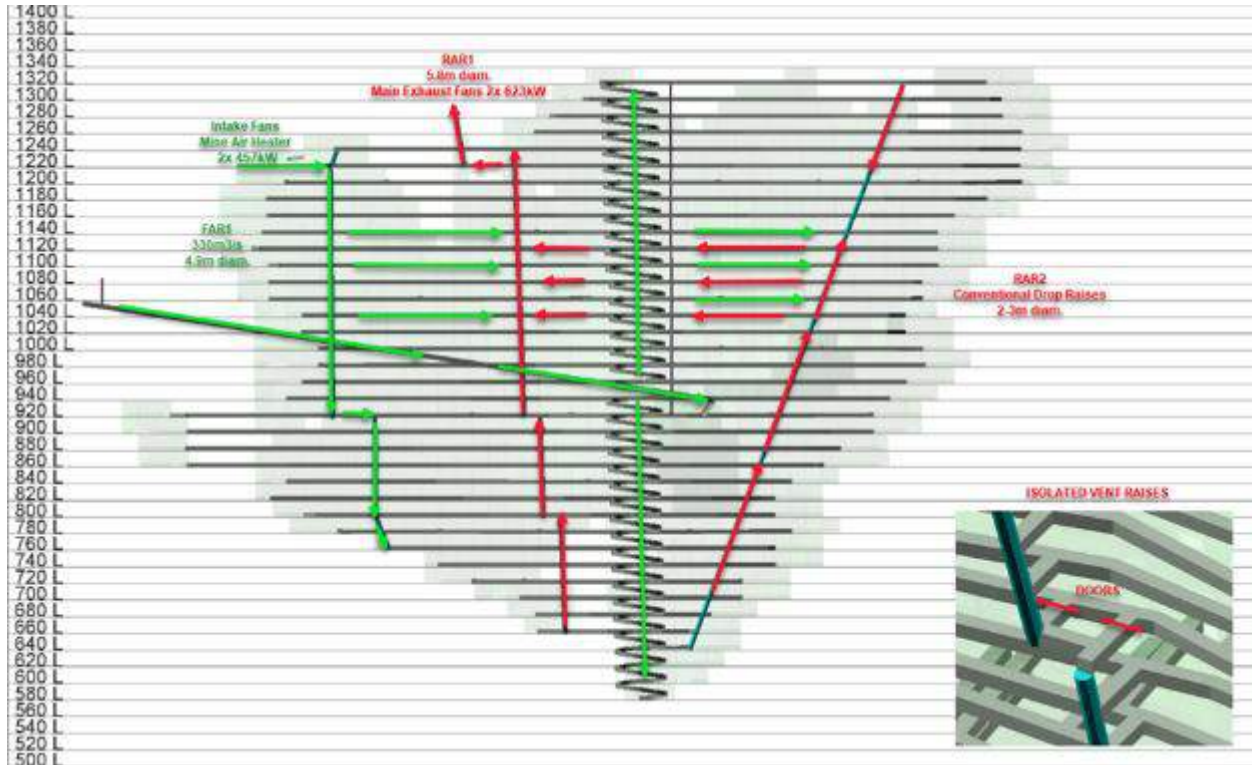 1400 L
1380 L
1360 L
1340 L
1320 L
1300 L
1280 L
1260 L
1240 L
1220 L
1200 L
1180 L
1160 L
1140 L
1120 L
1100 L
1080 L
1060 L
1040 L
1020 L
1000 L
980 L
960 L
940 L
920 L
900 L
880 L
860 L
840 L
820 L
800 L
780 L
760 L
740 L
720 L
700 L
680 L
660 L
640 L
620 L
600 L
580 L
560 L
540 L
520 L
500 L
RAR1
5.8m diam.
Main Exhaust Fans 2x 623kW
Intake Fans
Mine Air Heater
2x 457kW
330m3/s
4.9m diam.
RAR2
Conventional Drop Raises
2-3m diam.
ISOLATED VENT RAISES
DOORS